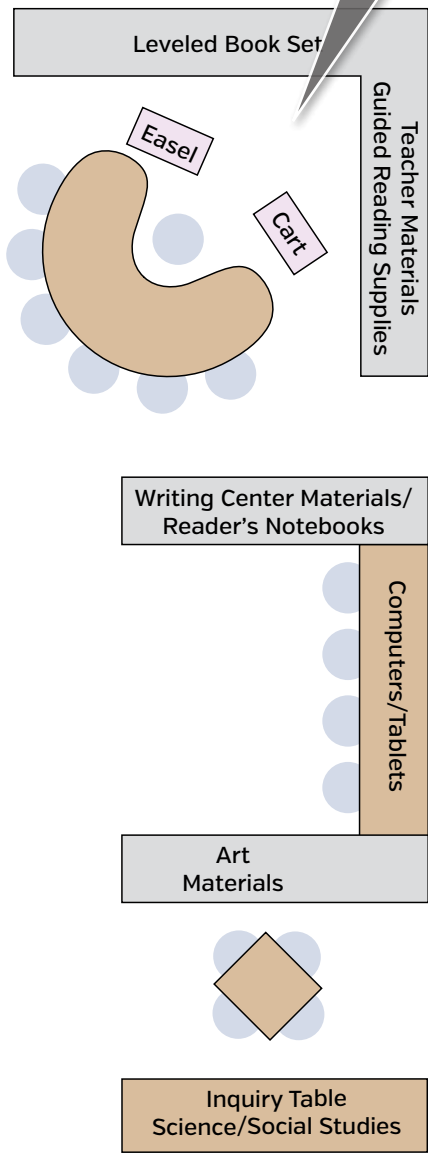 Leveled Book Set
Teacher Materials
Guided Reading Supplies
Easel
Cart
Writing Center Materials/
Reader's Notebooks
Computers/Tablets
Art
Materials
Inquiry Table
Science/Social Studies